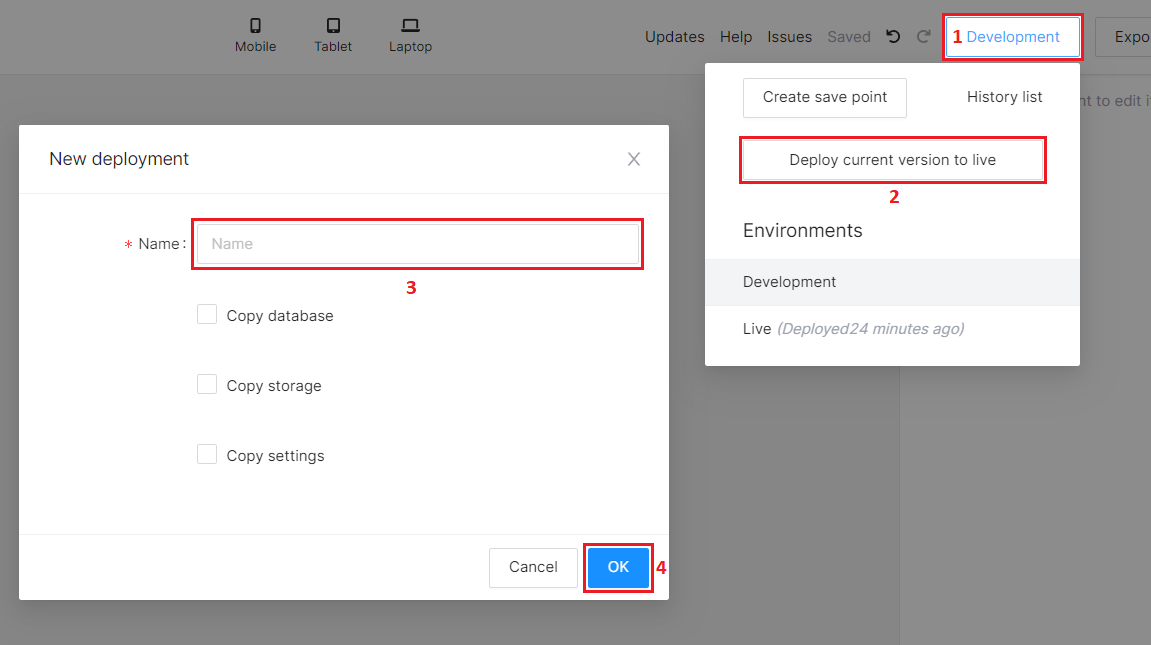 Mobile
Tablet
Laptop
Updates Help Issues Saved
1 Development
Expo
Create save point
History list
nt to edit i
Deploy current version to live
2
Environments
Development
Live (Deployed24 minutes ago)
New deployment
* Name:
Name
3
Copy database
Copy storage
Copy settings
Cancel
OK
4